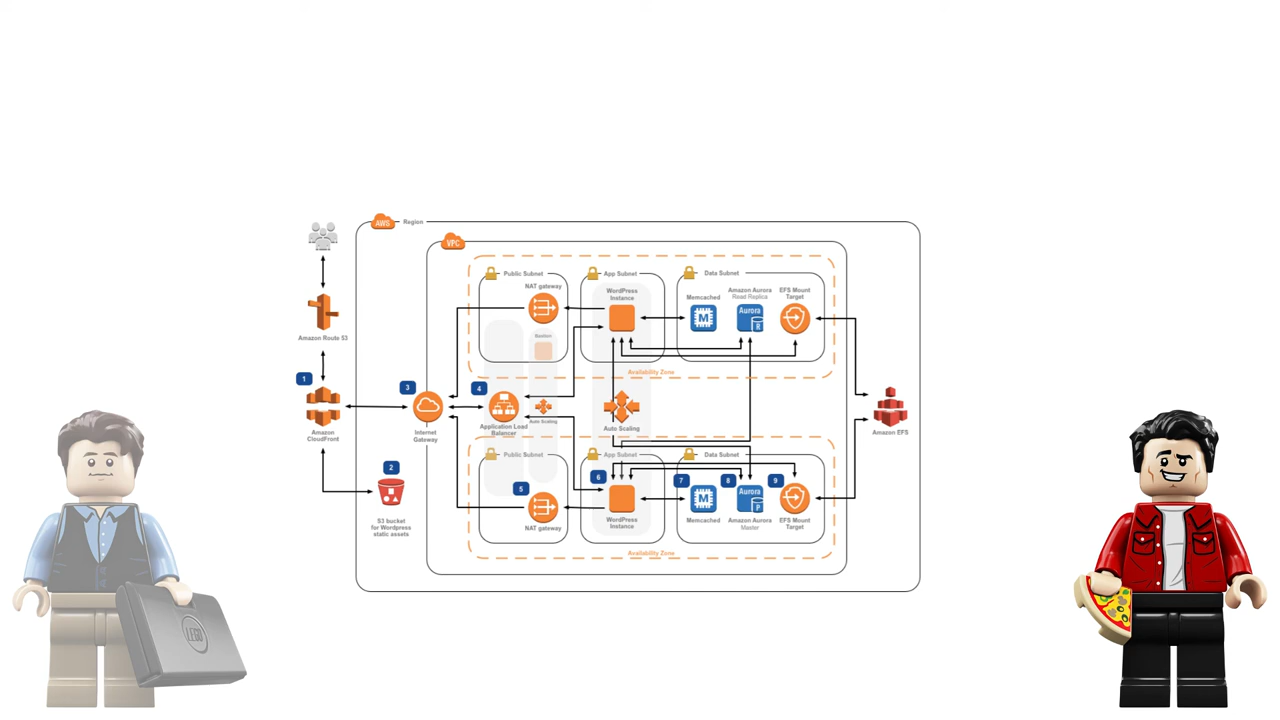 AWS Region
VPC
Public Subnet
App Subnet
Data Subnet
NAT gateway
WordPress
Instance
Memcached
M
Amazon Aurora
Read Replica
Aurora
R
EFS Mount
Target
Bastion
Availability Zone
Amazon Route 53
1
Amazon
CloudFront
2
S3 bucket
for Wordpress
static assets
3
Internet
Gateway
4
Application Load
Balancer
Auto Scaling
Auto Scaling
Amazon EFS
Public Subnet
App Subnet
Data Subnet
5
NAT gateway
6
WordPress
Instance
7
M
Memcached
8
Aurora
P
Amazon Aurora
Master
9
EFS Mount
Target
Availability Zone
LEGO